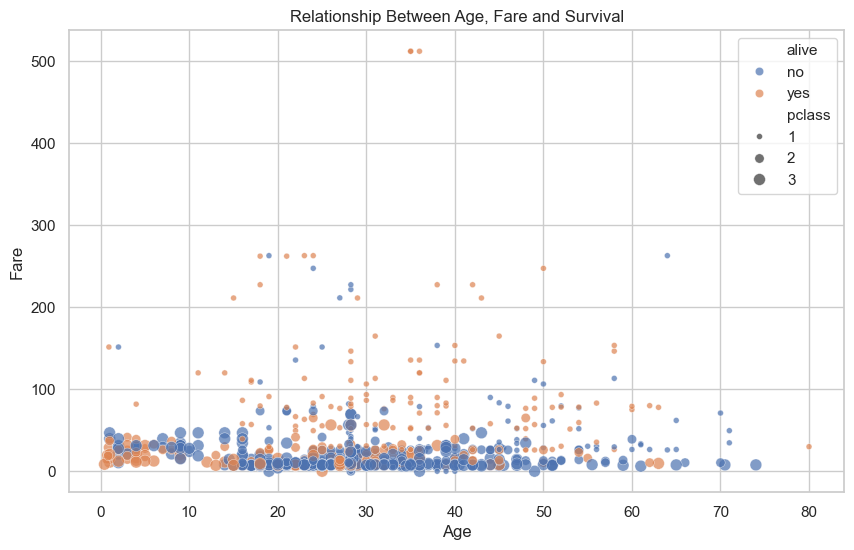 Relationship Between Age, Fare and Survival
Fare
500
400
300
200
100
0
0 10 20 30 40 50 60 70 80
Age
alive
no
yes
pclass
1
2
3